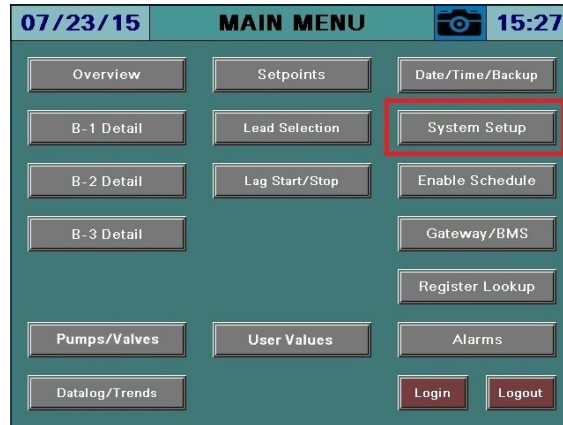 07/23/15 MAIN MENU 15:27
Overview Setpoints Date/Time/Backup
B-1 Detail Lead Selection System Setup
B-2 Detail Lag Start/Stop Enable Schedule
B-3 Detail Gateway/BMS
Register Lookup
Pumps/Valves User Values Alarms
Datalog/Trends Login Logout